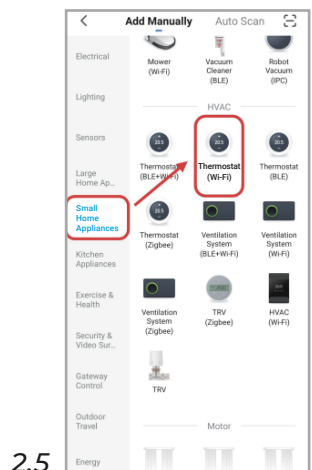 Add Manually Auto Scan
Electrical
Lighting
Sensors
Large
Home Ap...
Small
Home
Appliances
Kitchen
Appliances
Exercise &
Health
Security &
Video Sur...
Gateway
Control
Outdoor
Travel
Energy
Mower
(Wi-Fi)
Vacuum
Cleaner
(BLE)
Robot
Vacuum
(IPC)
HVAC
Thermostat
(BLE+Wi-Fi)
Thermostat
(Wi-Fi)
Thermostat
(BLE)
Thermostat
(Zigbee)
Ventilation
System
(BLE+Wi-Fi)
Ventilation
System
(Wi-Fi)
Ventilation
System
(Zigbee)
TRV
(Zigbee)
HVAC
(Wi-Fi)
TRV
Motor
2.5